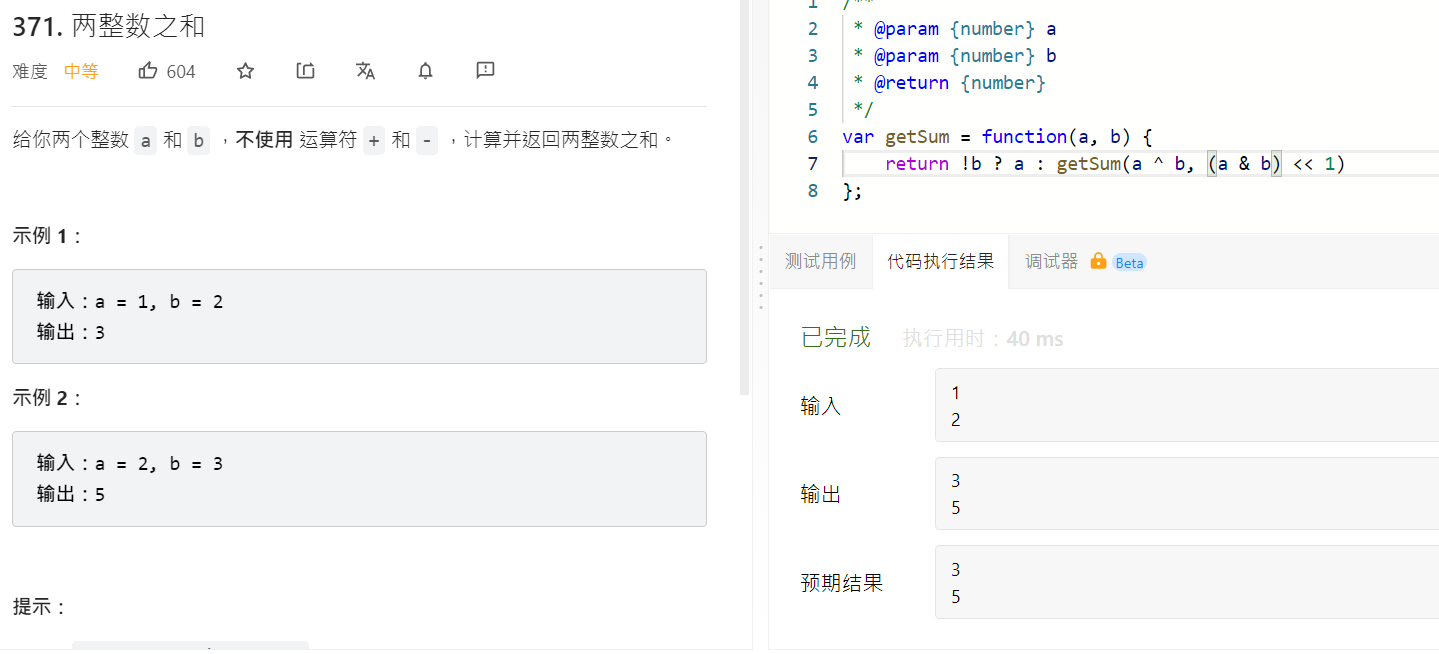 371. 两整数之和
难度 中等 604
给你两个整数 a 和 b ，不使用 运算符 + 和 - ，计算并返回两整数之和。
示例 1：
输入：a = 1, b = 2
输出：3
示例 2：
输入：a = 2, b = 3
输出：5
提示：
1 /**
2 * @param {number} a
3 * @param {number} b
4 * @return {number}
5 */
6 var getSum = function(a, b) {
7 return !b ? a : getSum(a ^ b, (a & b) << 1)
8 };
测试用例 代码执行结果 调试器 Beta
已完成 执行用时：40 ms
输入
1
2
输出
3
5
预期结果
3
5